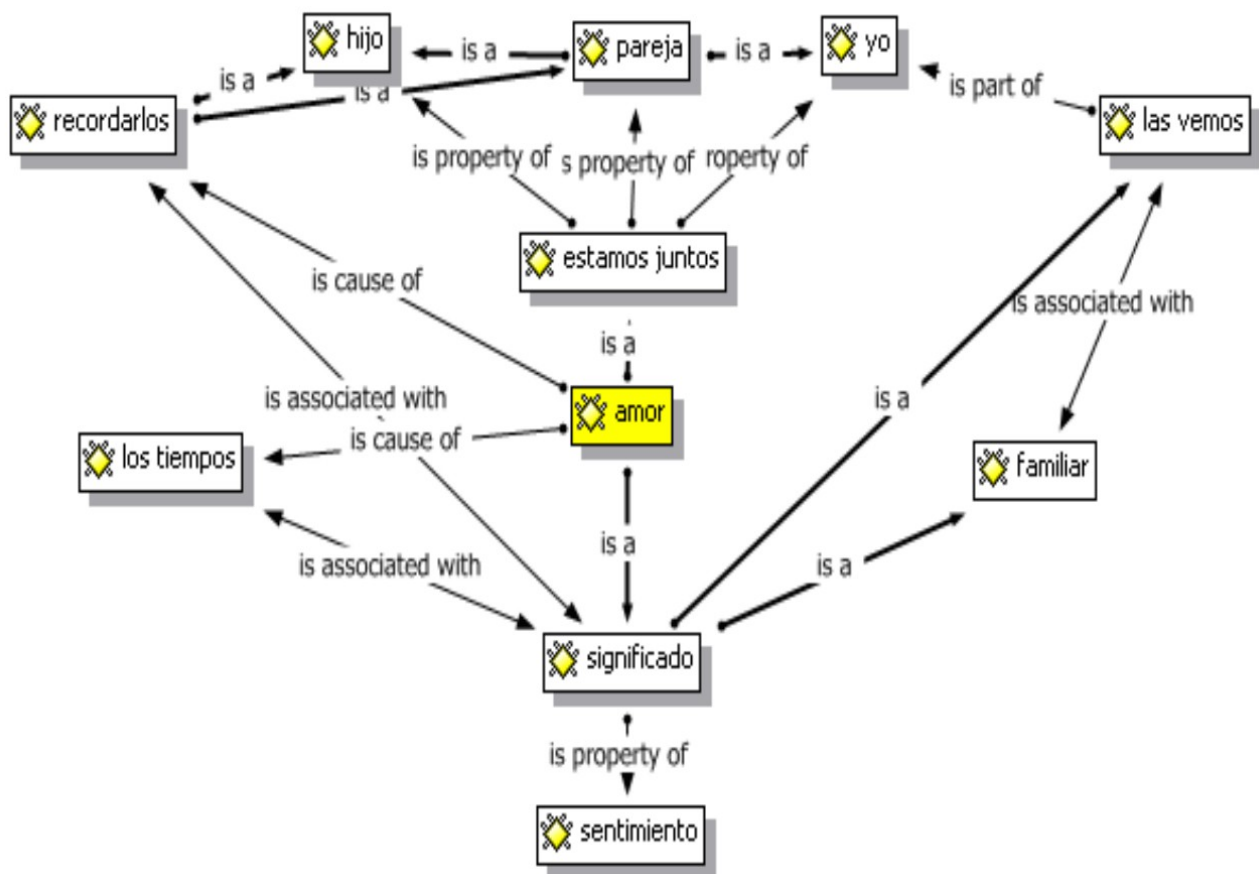 hijo
is a
pareja
is a
yo
is a
is a
is part of
recordarlos
las vemos
is property of
s property of
roperty of
estamos juntos
is cause of
is associated with
is a
is associated with
is a
amor
is cause of
los tiempos
familiar
is a
is associated with
is a
significado
is property of
sentimiento